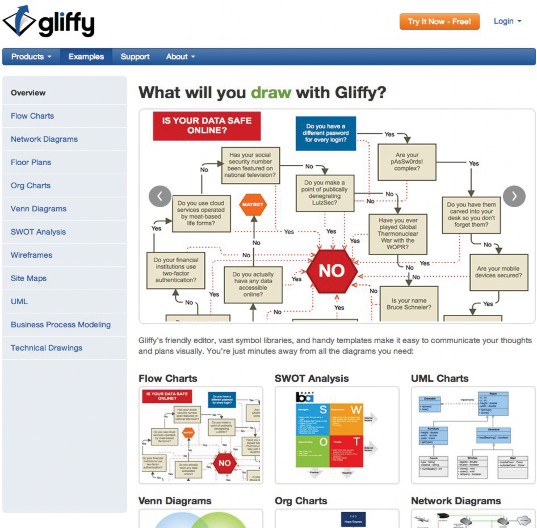 gliffy
Try It Now - Free!
Login
Products
Examples
Support
About
Overview
Flow Charts
Network Diagrams
Floor Plans
Org Charts
Venn Diagrams
SWOT Analysis
Wireframes
Site Maps
UML
Business Process Modeling
Technical Drawings
What will you draw with Gliffy?
IS YOUR DATA SAFE
ONLINE?
Do you have a
different password
for every login?
Yes
Are your
pAsSw0rds!
complex?
Yes
No
Has your social
security number
been featured on
national television?
No
No
Do you make a
point of publically
denegrating
LulzSec?
No
Do you use cloud
services operated
by meat-based
life forms?
MAYBE?
Do you have them
carved into your
desk so you don't
forget them?
Yes
Yes
Yes
Yes
Have you ever
played Global
Thermonuclear
War with the
WOPR?
No
No
Do your financial
institutions use
two-factor
authentication?
Do you actually
have any data
accessible
online?
NO
No
No
Are your mobile
devices secured?
No
No
Is your name
Bruce Schneier?
Yes
Gliffy's friendly editor, vast symbol libraries, and handy templates make it easy to communicate your thoughts
and plans visually. You're just minutes away from all the diagrams you need:
Flow Charts
SWOT Analysis
UML Charts
IS YOUR DATA SAFE
ONLINE?
NO
S
W
O
T
Venn Diagrams
Org Charts
Network Diagrams